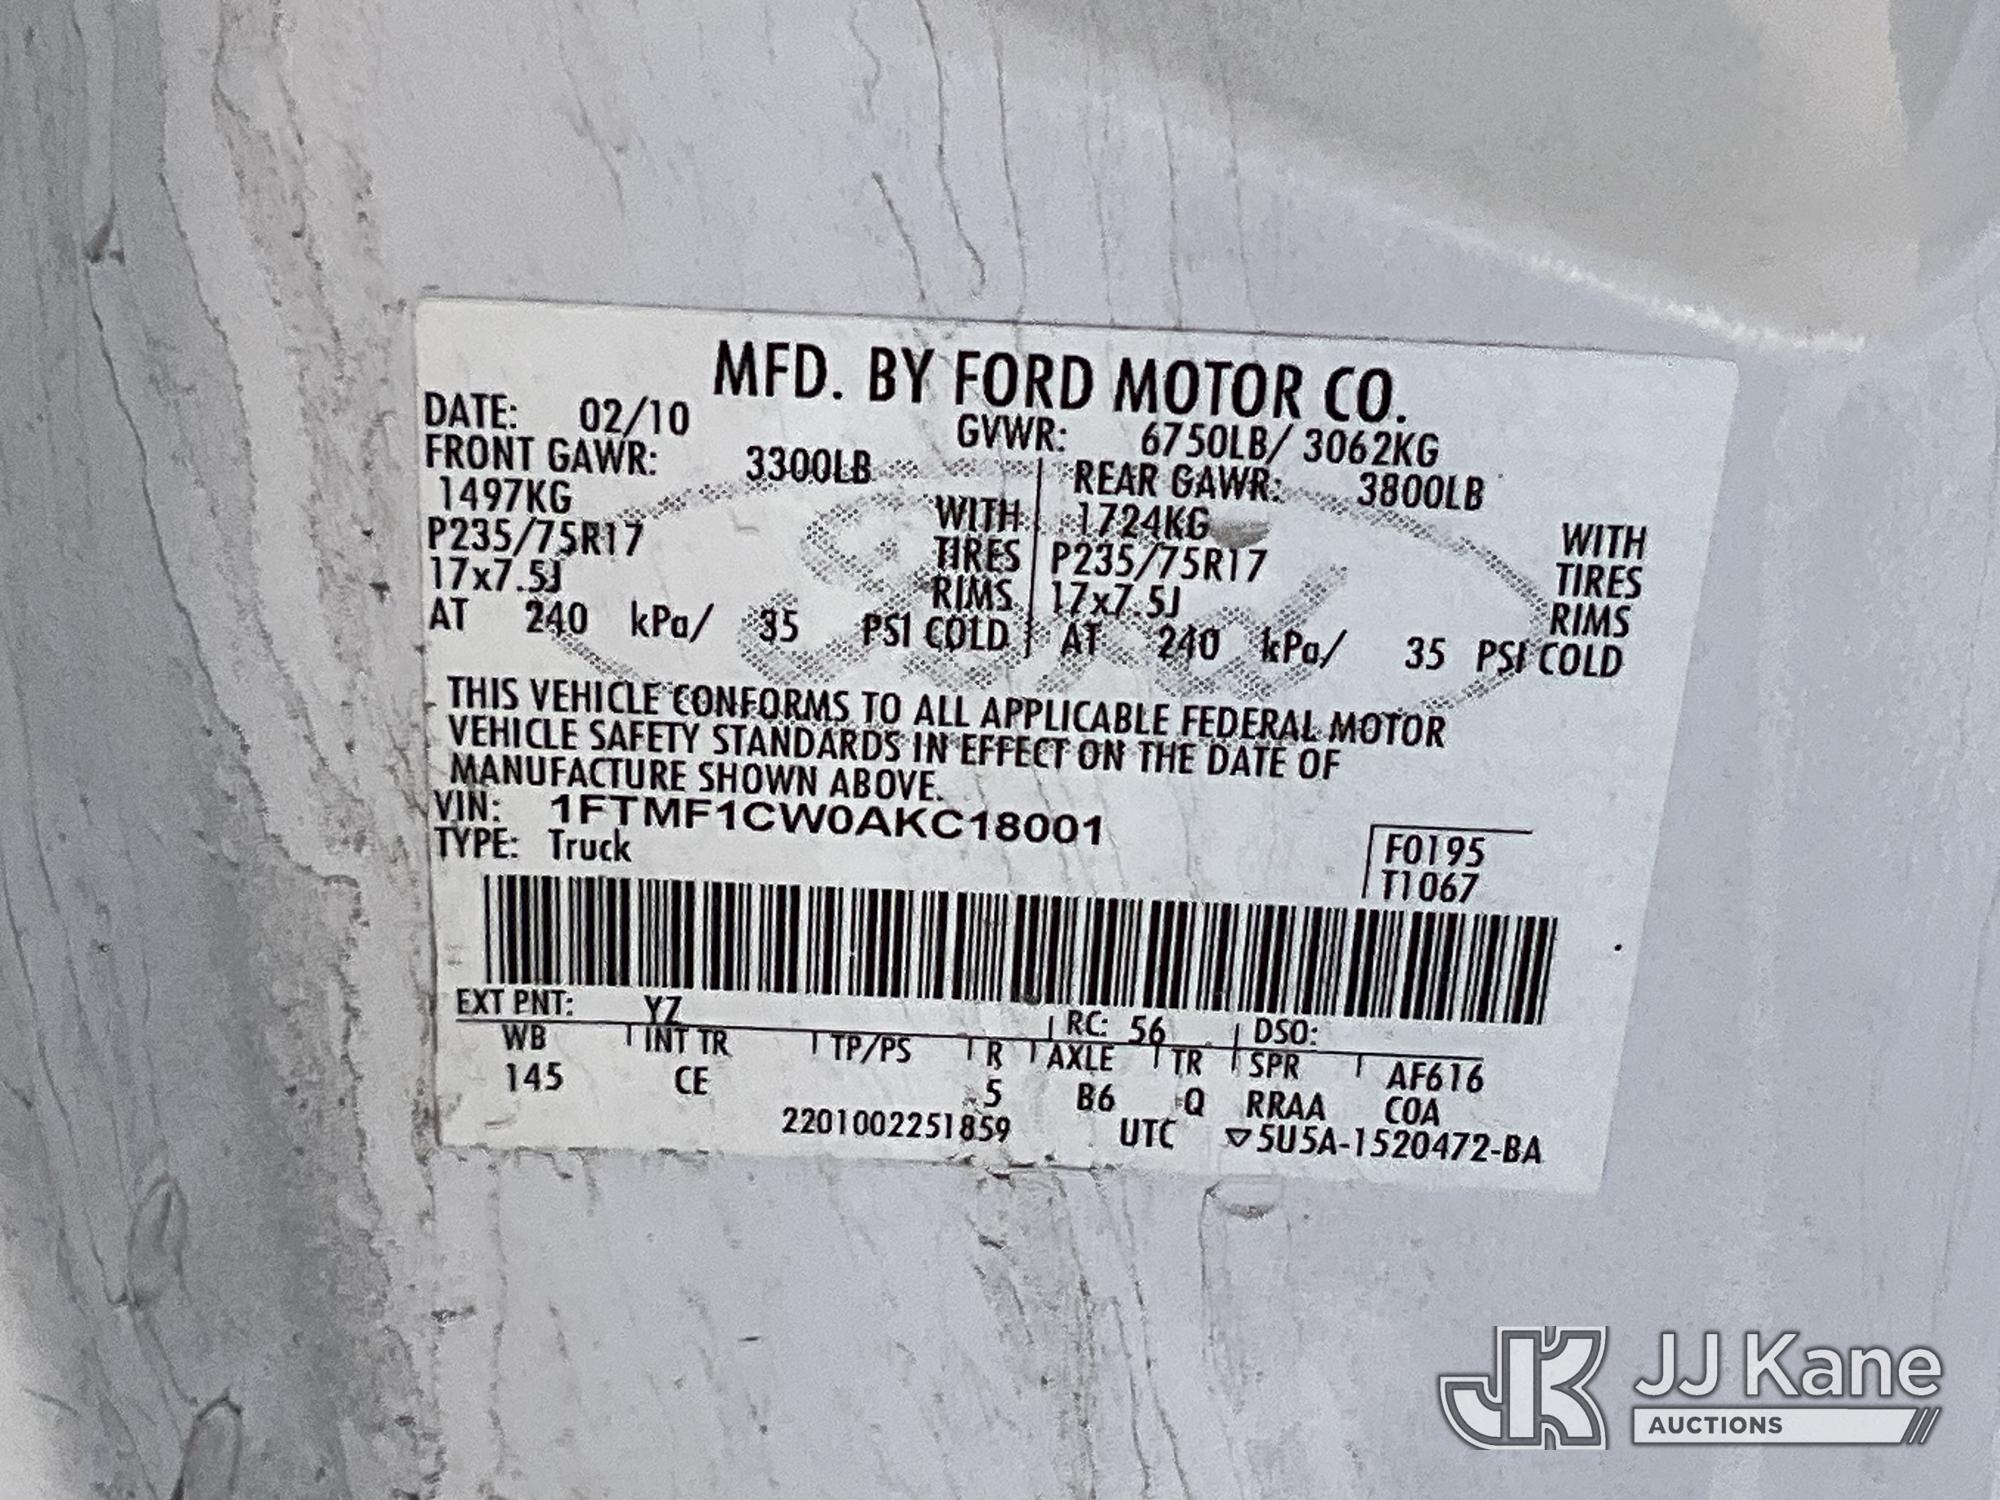 MFD. BY FORD MOTOR CO.
DATE: 02/10 GVWR: 6750LB/ 3062KG
FRONT GAWR: 3300LB REAR GAWR: 3800LB
1497KG WITH 1724KG WITH
P235/75R17 TIRES P235/75R17 TIRES
17x7.5J RIMS 17x7.5J RIMS
AT 240 kPa/ 35 PSI COLD AT 240 kPa/ 35 PSI COLD
THIS VEHICLE CONFORMS TO ALL APPLICABLE FEDERAL MOTOR
VEHICLE SAFETY STANDARDS IN EFFECT ON THE DATE OF
MANUFACTURE SHOWN ABOVE.
VIN: 1FTMF1CW0AKC18001
TYPE: Truck F0195
T1067
EXT PNT: YZ RC: 56 DSO:
WB INT TR TP/PS R AXLE TR SPR AF616
145 CE 5 B6 Q RRAA COA
2201002251859 UTC ▽5U5A-1520472-BA
JK JJ Kane
AUCTIONS